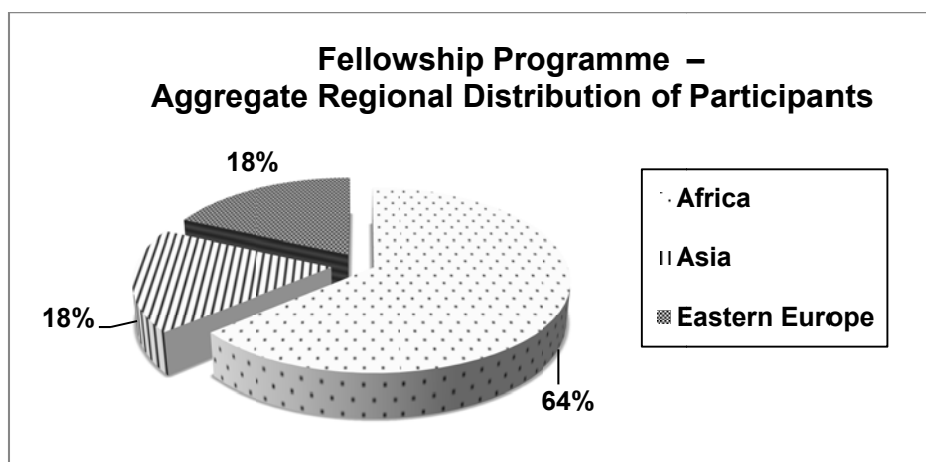 Fellowship Programme –
Aggregate Regional Distribution of Participants
18%
18%
64%
Africa
Asia
Eastern Europe